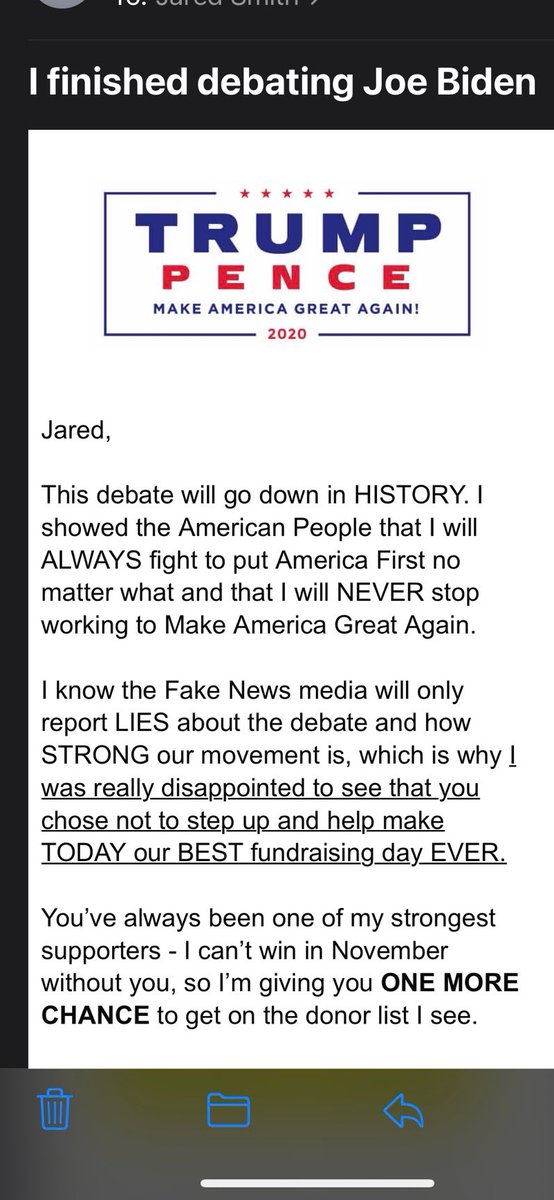 To: Jared Smith >
I finished debating Joe Biden
TRUMP
PENCE
MAKE AMERICA GREAT AGAIN!
2020
Jared,
This debate will go down in HISTORY. I
showed the American People that I will
ALWAYS fight to put America First no
matter what and that I will NEVER stop
working to Make America Great Again.
I know the Fake News media will only
report LIES about the debate and how
STRONG our movement is, which is why I
was really disappointed to see that you
chose not to step up and help make
TODAY our BEST fundraising day EVER.
You’ve always been one of my strongest
supporters - I can’t win in November
without you, so I’m giving you ONE MORE
CHANCE to get on the donor list I see.